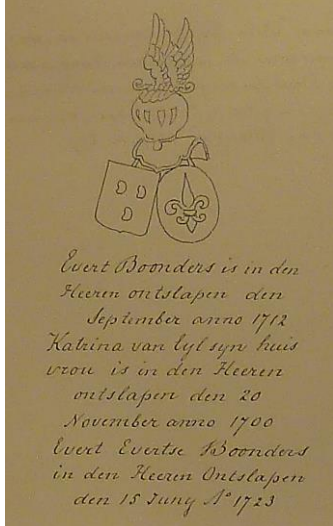 Evert Boonders is in den
Heeren ontslapen den
September anno 1712
Katrina van Eyl syn huis
vrou is in den Heeren
ontslapen den 20
November anno 1700
Evert Evertse Boonders
in den Heeren Ontslapen
den 15 Juny Aº 1723